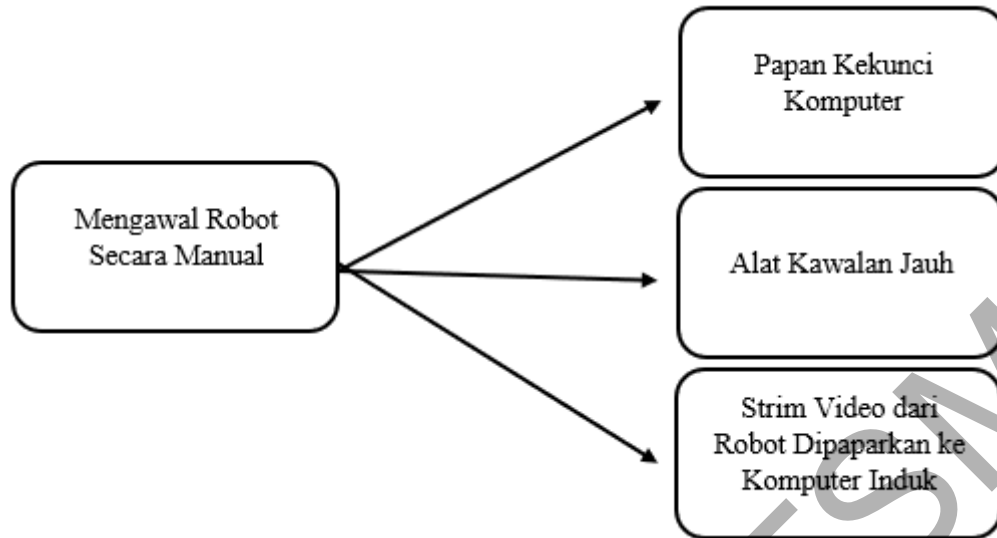 Papan Kekunci
Komputer
Mengawal Robot
Secara Manual
Alat Kawalan Jauh
Strim Video dari
Robot Dipaparkan ke
Komputer Induk